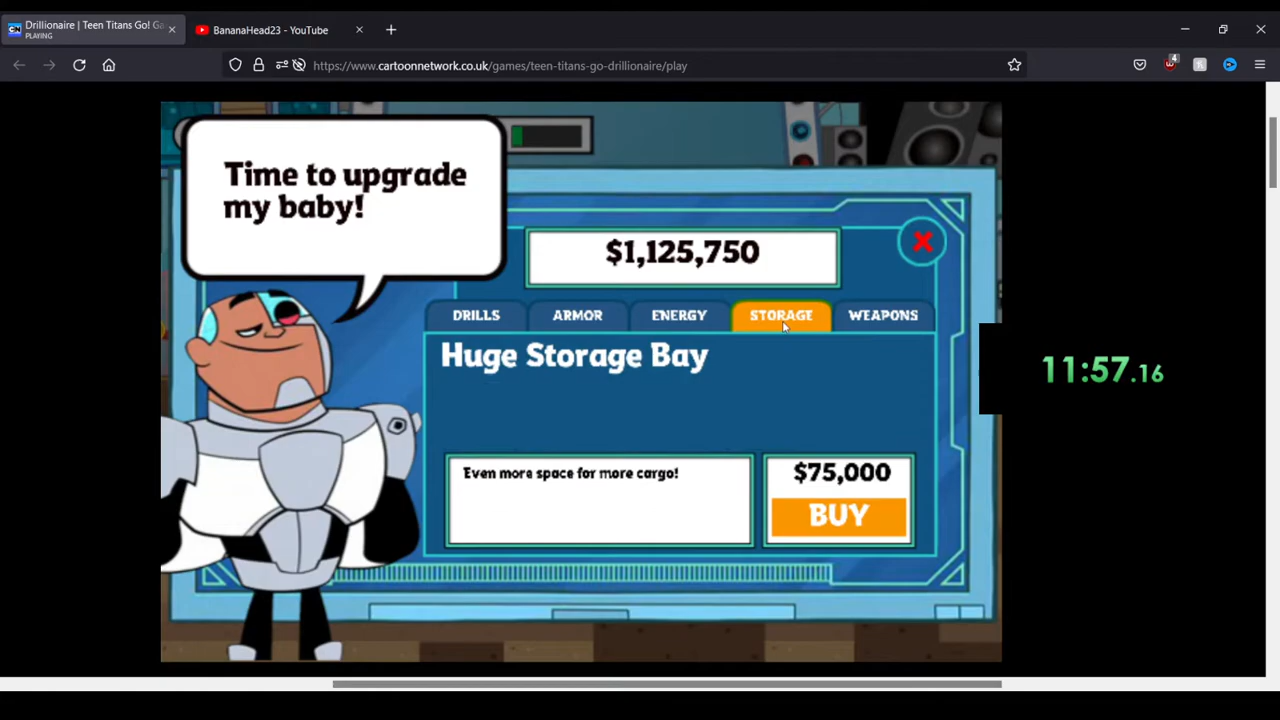 Drillionaire | Teen Titans Go! Ga
PLAYING
BananaHead23 - YouTube
https://www.cartoonnetwork.co.uk/games/teen-titans-go-drillionaire/play
4
Time to upgrade
my baby!
$1,125,750
DRILLS
ARMOR
ENERGY
STORAGE
WEAPONS
Huge Storage Bay
11:57.16
Even more space for more cargo!
$75,000
BUY